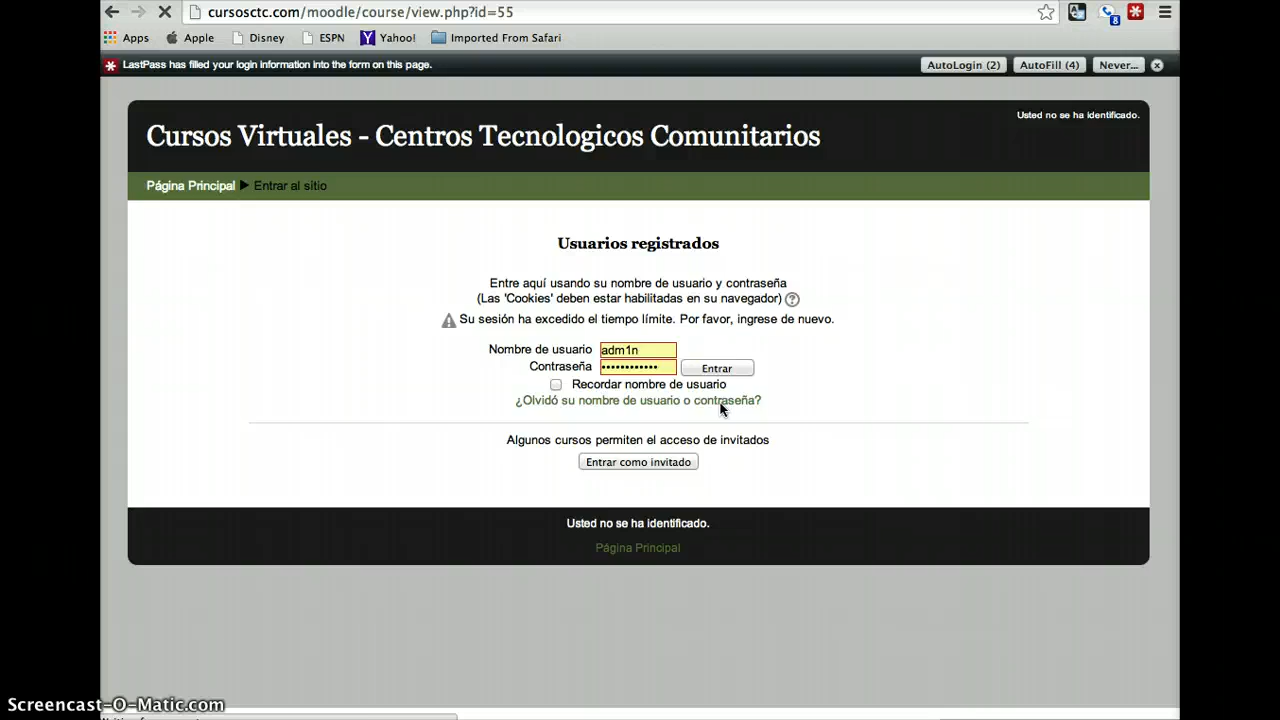 cursosctc.com/moodle/course/view.php?id=55
8
Apps Apple Disney ESPN Yahoo! Imported From Safari
LastPass has filled your login information into the form on this page. AutoLogin (2) AutoFill (4) Never...
Usted no se ha identificado.
Cursos Virtuales - Centros Tecnologicos Comunitarios
Página Principal ► Entrar al sitio
Usuarios registrados
Entre aquí usando su nombre de usuario y contraseña
(Las 'Cookies' deben estar habilitadas en su navegador) ?
Su sesión ha excedido el tiempo límite. Por favor, ingrese de nuevo.
Nombre de usuario adm1n
Contraseña •••••••••••• Entrar
Recordar nombre de usuario
¿Olvidó su nombre de usuario o contraseña?
Algunos cursos permiten el acceso de invitados
Entrar como invitado
Usted no se ha identificado.
Página Principal
Screencast-O-Matic.com